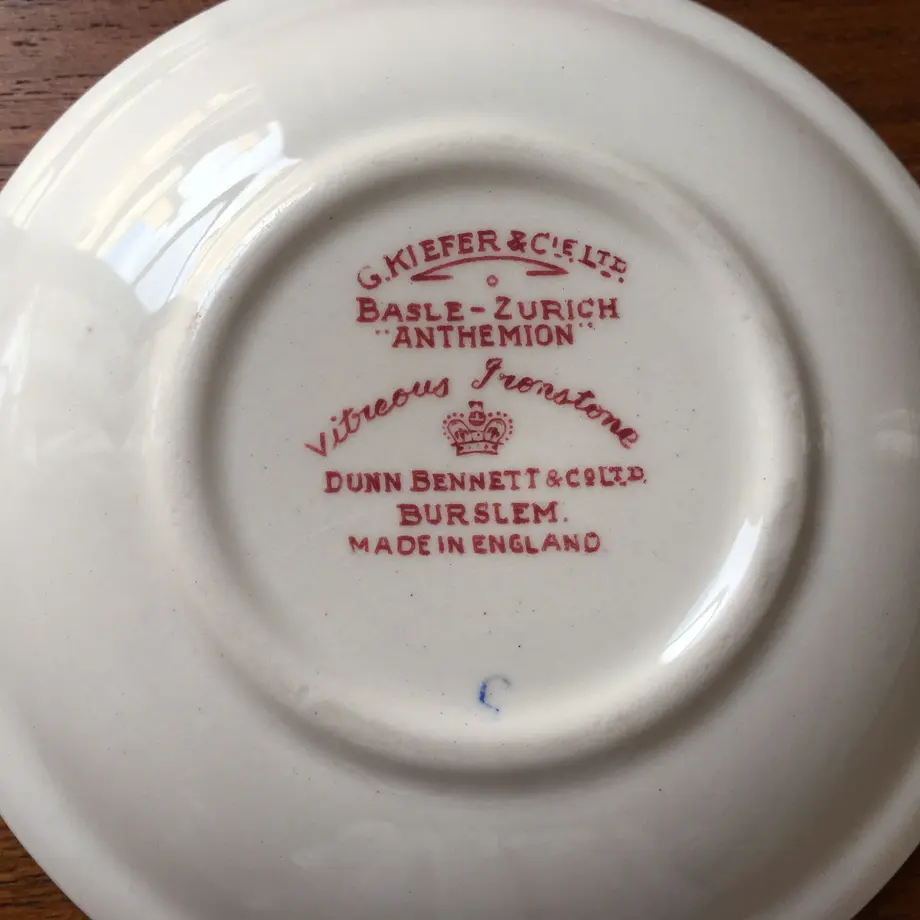 G. KIEFER & CIE, LTD.
BASLE - ZURICH
"ANTHEMION"
Vitreous Ironstone
DUNN BENNETT & CO LTD.
BURSLEM.
MADE IN ENGLAND
C